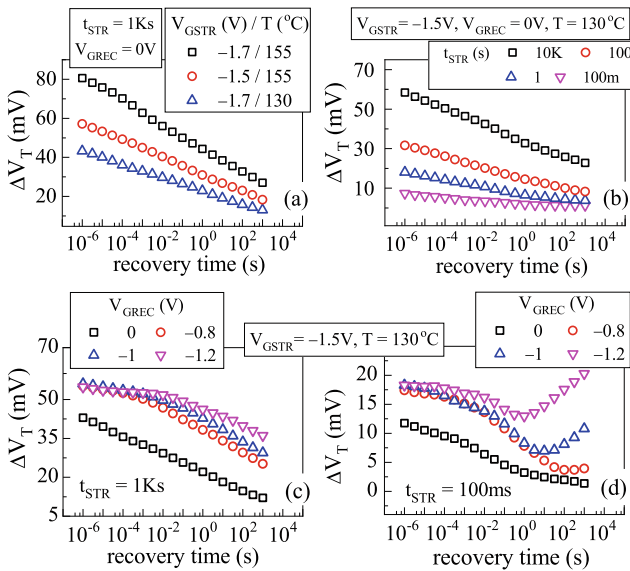 t_STR = 1Ks
V_GREC = 0V
V_GSTR (V) / T (°C)
−1.7 / 155
−1.5 / 155
−1.7 / 130
80
60
40
20
ΔV_T (mV)
(a)
10^-6 10^-4 10^-2 10^0 10^2 10^4
recovery time (s)
V_GSTR= −1.5V, V_GREC = 0V, T = 130°C
t_STR (s) 10K 100
1 100m
70
50
30
10
ΔV_T (mV)
(b)
10^-6 10^-4 10^-2 10^0 10^2 10^4
recovery time (s)
V_GREC (V)
0 −0.8
−1 −1.2
V_GSTR= −1.5V, T = 130°C
70
55
35
15
5
ΔV_T (mV)
t_STR = 1Ks
(c)
10^-6 10^-4 10^-2 10^0 10^2 10^4
recovery time (s)
V_GREC (V)
0 −0.8
−1 −1.2
20
15
10
5
0
ΔV_T (mV)
t_STR = 100ms
(d)
10^-6 10^-4 10^-2 10^0 10^2 10^4
recovery time (s)